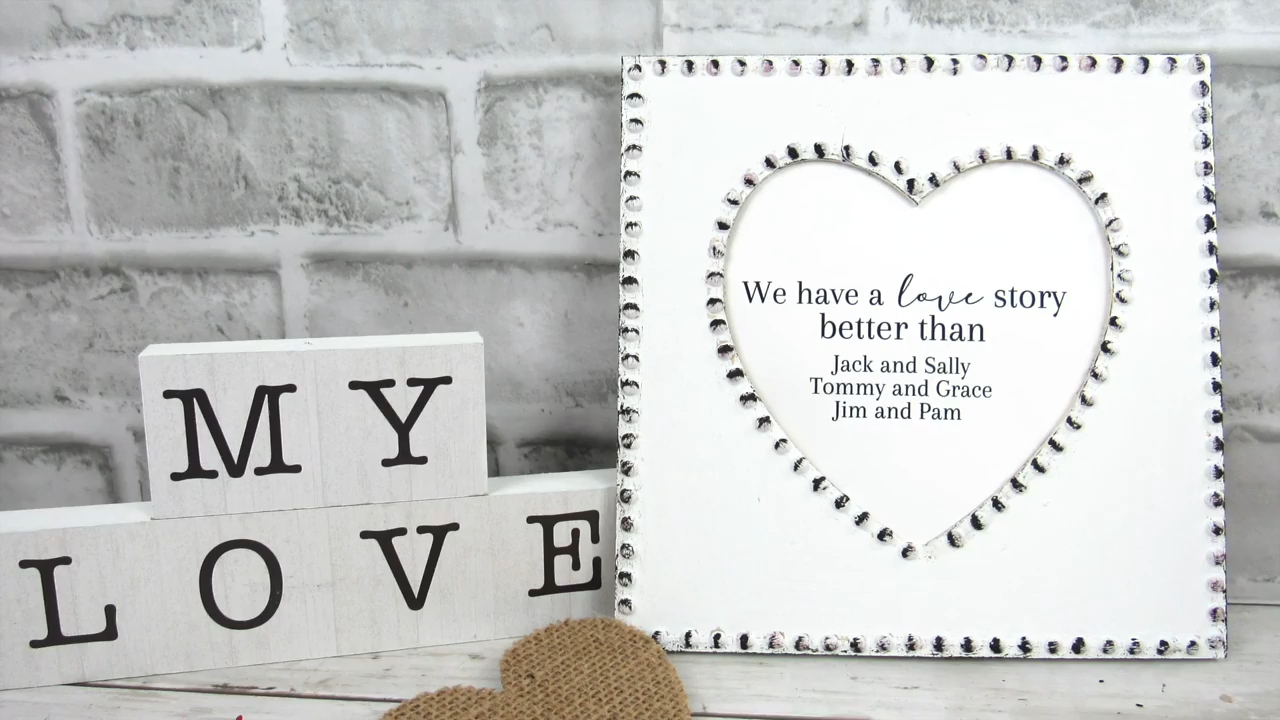 MY
LOVE
We have a love story
better than
Jack and Sally
Tommy and Grace
Jim and Pam